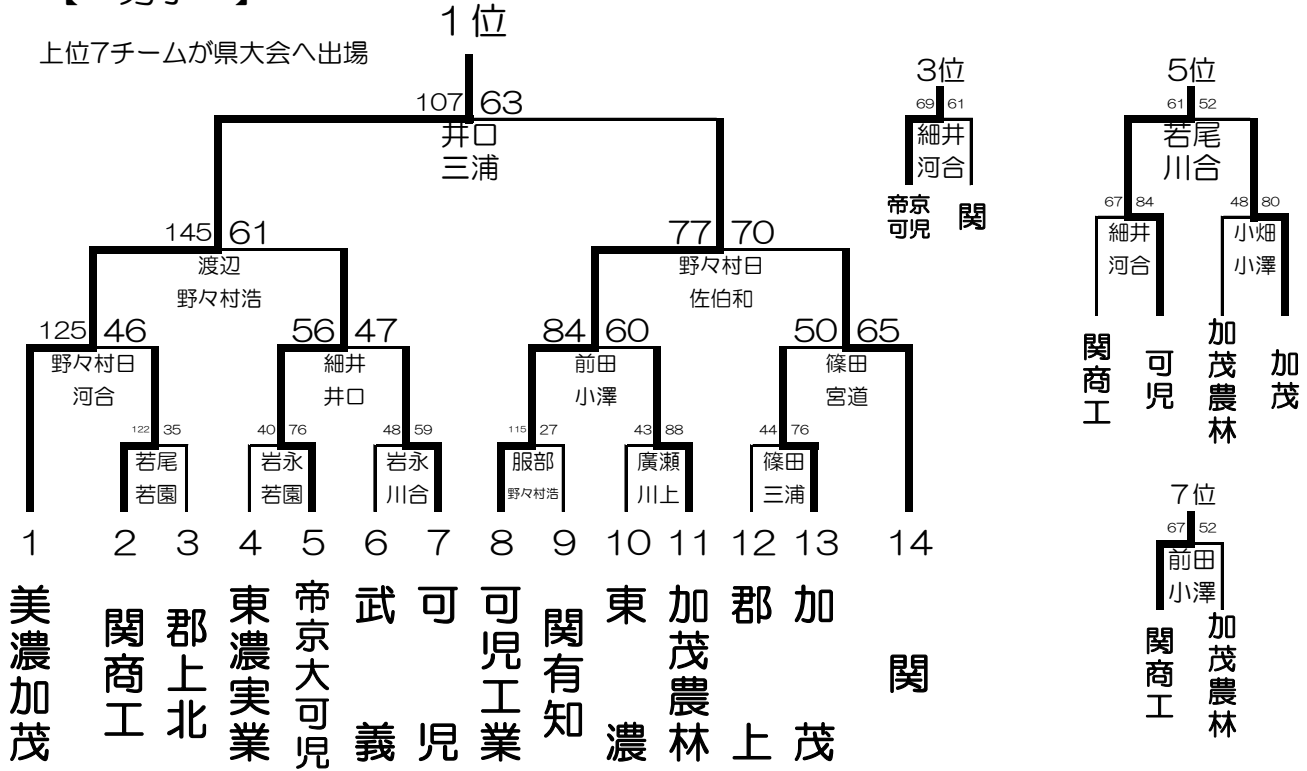 １位
上位7チームが県大会へ出場
107 63
井口
三浦
145 61
渡辺
野々村浩
77 70
野々村日
佐伯和
125 46
野々村日
河合
56 47
細井
井口
84 60
前田
小澤
50 65
篠田
宮道
122 35
若尾
若園
40 76
岩永
若園
48 59
岩永
川合
115 27
服部
野々村浩
43 88
廣瀬
川上
44 76
篠田
三浦
1 2 3 4 5 6 7 8 9 10 11 12 13 14
美濃加茂
関商工
郡上北
東濃実業
帝京大可児
武義
可児
可児工業
関有知
東濃
加茂農林
郡上
加茂
関
3位
69 61
細井
河合
帝京
可児
関
5位
61 52
若尾
川合
67 84
細井
河合
48 80
小畑
小澤
関商工
可児
加茂農林
加茂
7位
67 52
前田
小澤
関商工
加茂農林